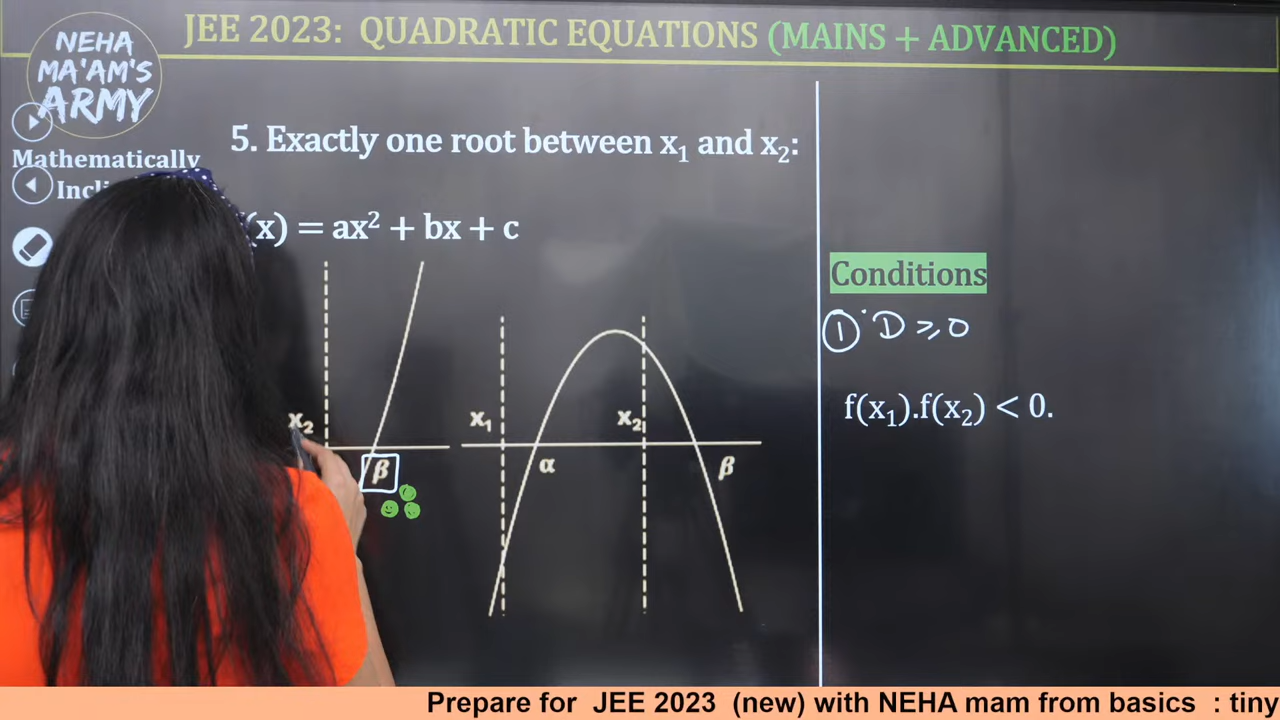 JEE 2023: QUADRATIC EQUATIONS (MAINS + ADVANCED)
NEHA
MA'AM'S
ARMY
Mathematically
Incl
5. Exactly one root between x₁ and x₂:
(x) = ax² + bx + c
Conditions
① D ≥ 0
f(x₁).f(x₂) < 0.
x₂
β
x₁
α
x₂
β
Prepare for JEE 2023 (new) with NEHA mam from basics : tiny